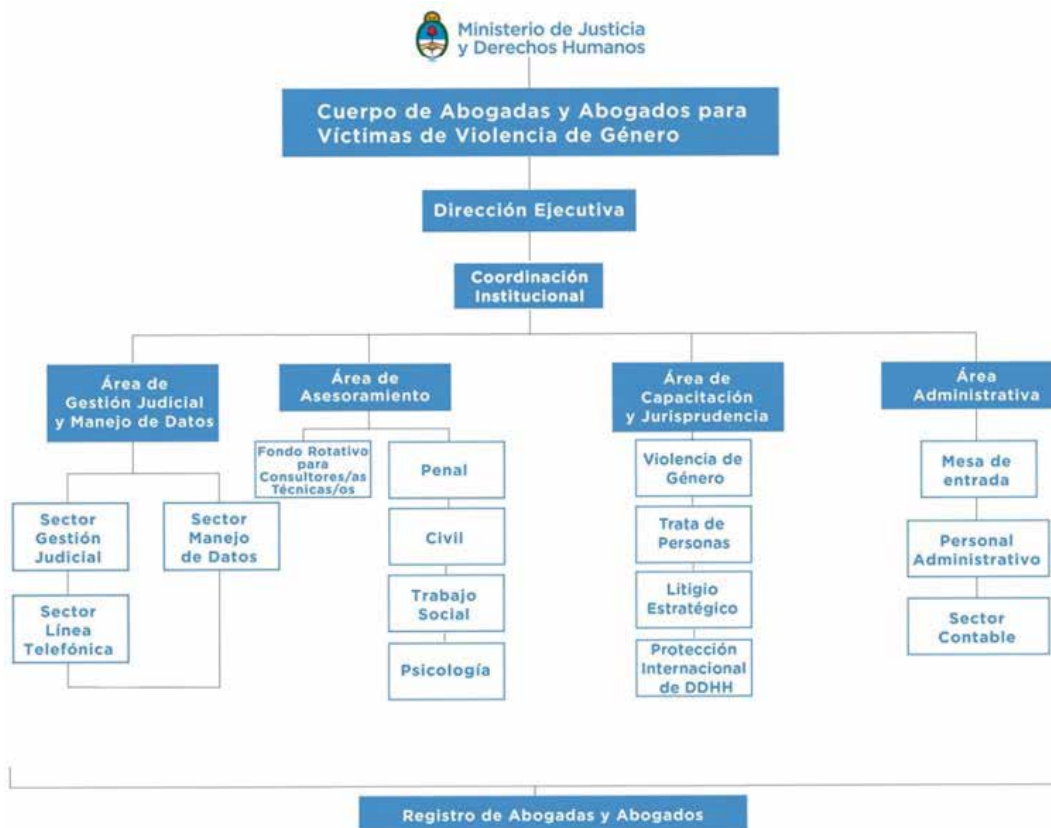 Ministerio de Justicia
y Derechos Humanos
Cuerpo de Abogadas y Abogados para
Víctimas de Violencia de Género
Dirección Ejecutiva
Coordinación
Institucional
Área de
Gestión Judicial
y Manejo de Datos
Sector
Gestión
Judicial
Sector
Línea
Telefónica
Sector
Manejo
de Datos
Área de
Asesoramiento
Fondo Rotativo
para
Consultores/as
Técnicas/os
Penal
Civil
Trabajo
Social
Psicología
Área de
Capacitación
y Jurisprudencia
Violencia de
Género
Trata de
Personas
Litigio
Estratégico
Protección
Internacional
de DDHH
Área
Administrativa
Mesa de
entrada
Personal
Administrativo
Sector
Contable
Registro de Abogadas y Abogados